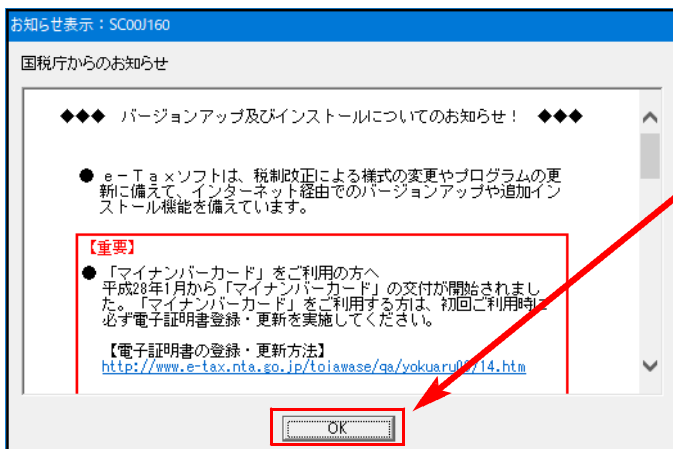 お知らせ表示：SC00J160
国税庁からのお知らせ
◆◆◆ バージョンアップ及びインストールについてのお知らせ！ ◆◆◆
● ｅ－Ｔａｘソフトは、税制改正による様式の変更やプログラムの更
新に備えて、インターネット経由でのバージョンアップや追加イン
ストール機能を備えています。
【重要】
● 「マイナンバーカード」をご利用の方へ
平成28年1月から「マイナンバーカード」の交付が開始されまし
た。「マイナンバーカード」をご利用する方は、初回ご利用時に
必ず電子証明書登録・更新を実施してください。
【電子証明書の登録・更新方法】
http://www.e-tax.nta.go.jp/toiawase/qa/yokuaru09/14.htm
OK